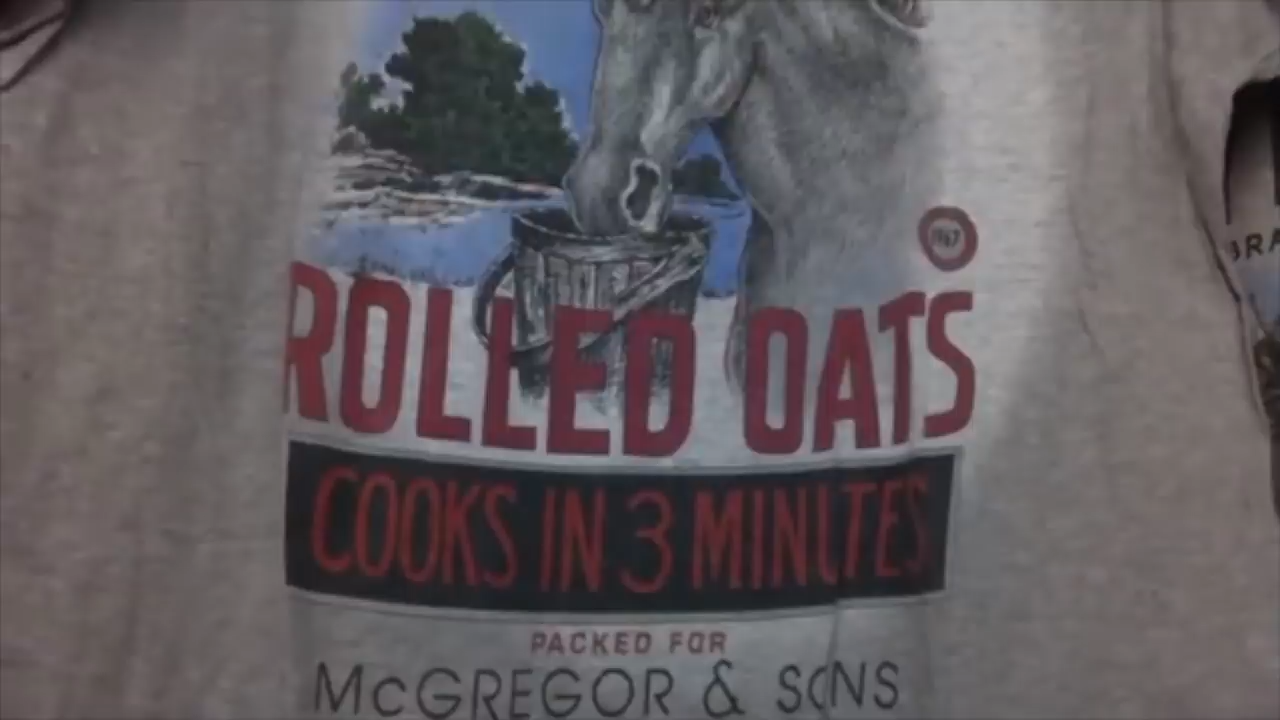 ROLLED OATS
COOKS IN 3 MINUTES
PACKED FOR
McGREGOR & SONS